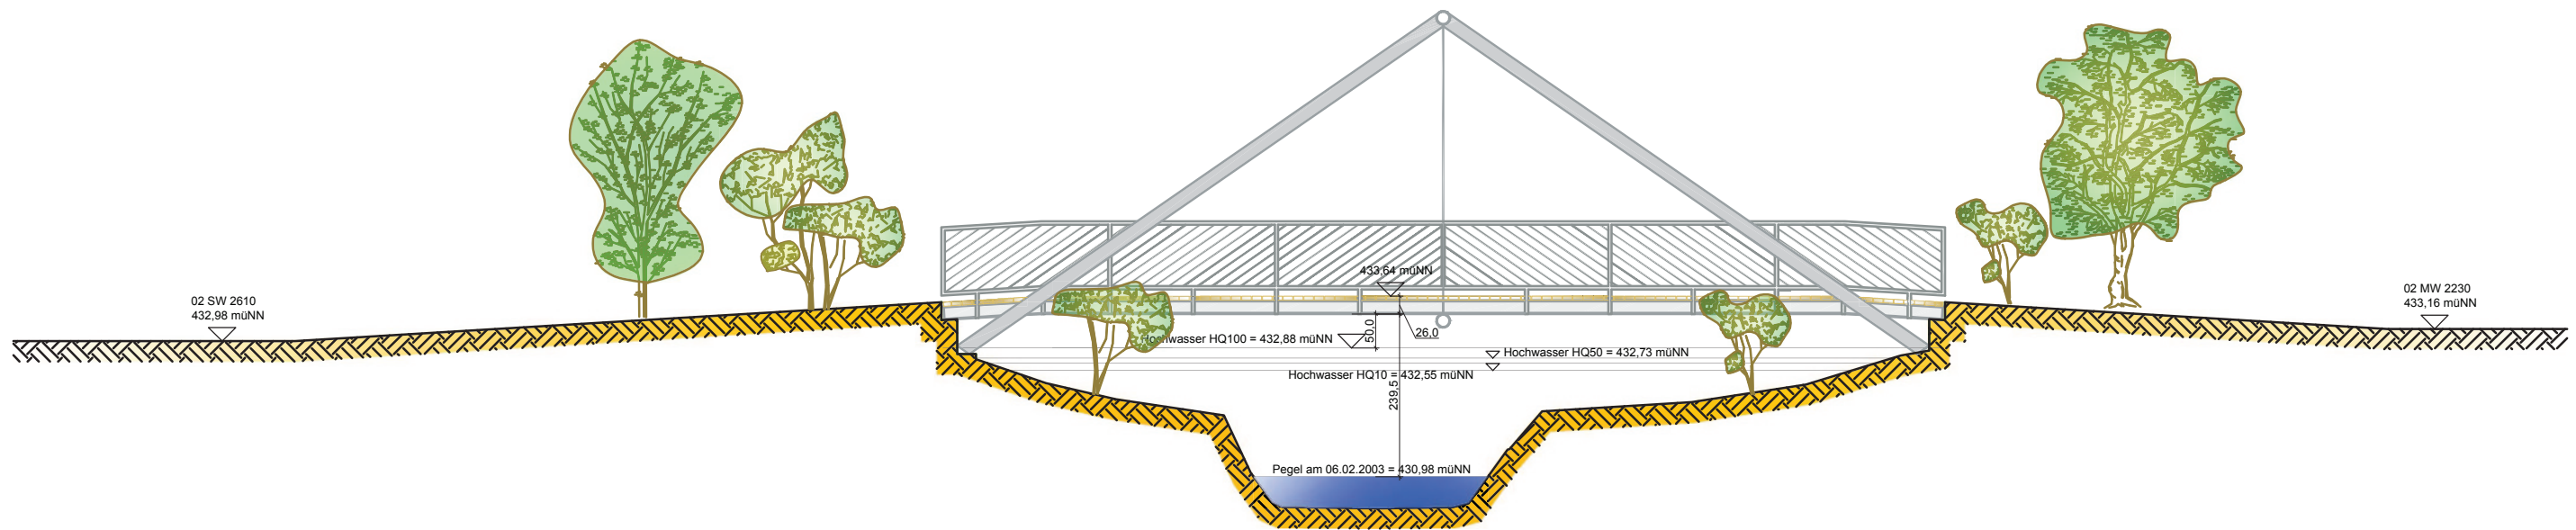 02 SW 2610
432,98 müNN
433,64 müNN
02 MW 2230
433,16 müNN
50,0
26,0
Hochwasser HQ100 = 432,88 müNN
Hochwasser HQ50 = 432,73 müNN
Hochwasser HQ10 = 432,55 müNN
239,5
Pegel am 06.02.2003 = 430,98 müNN